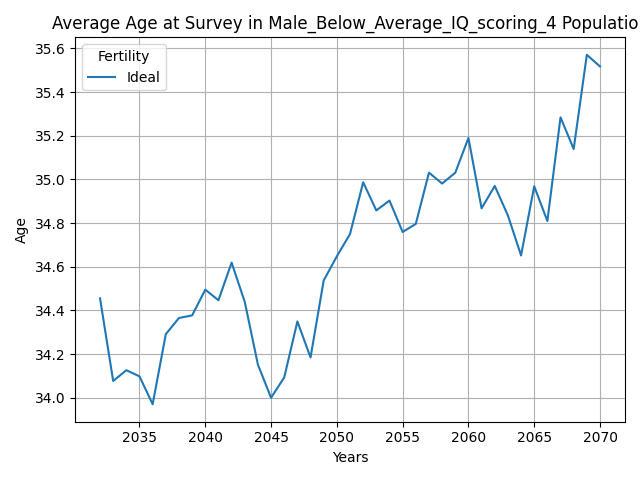 Average Age at Survey in Male_Below_Average_IQ_scoring_4 Populatio
Fertility
Ideal
35.6
35.4
35.2
35.0
34.8
34.6
34.4
34.2
34.0
Age
2035 2040 2045 2050 2055 2060 2065 2070
Years